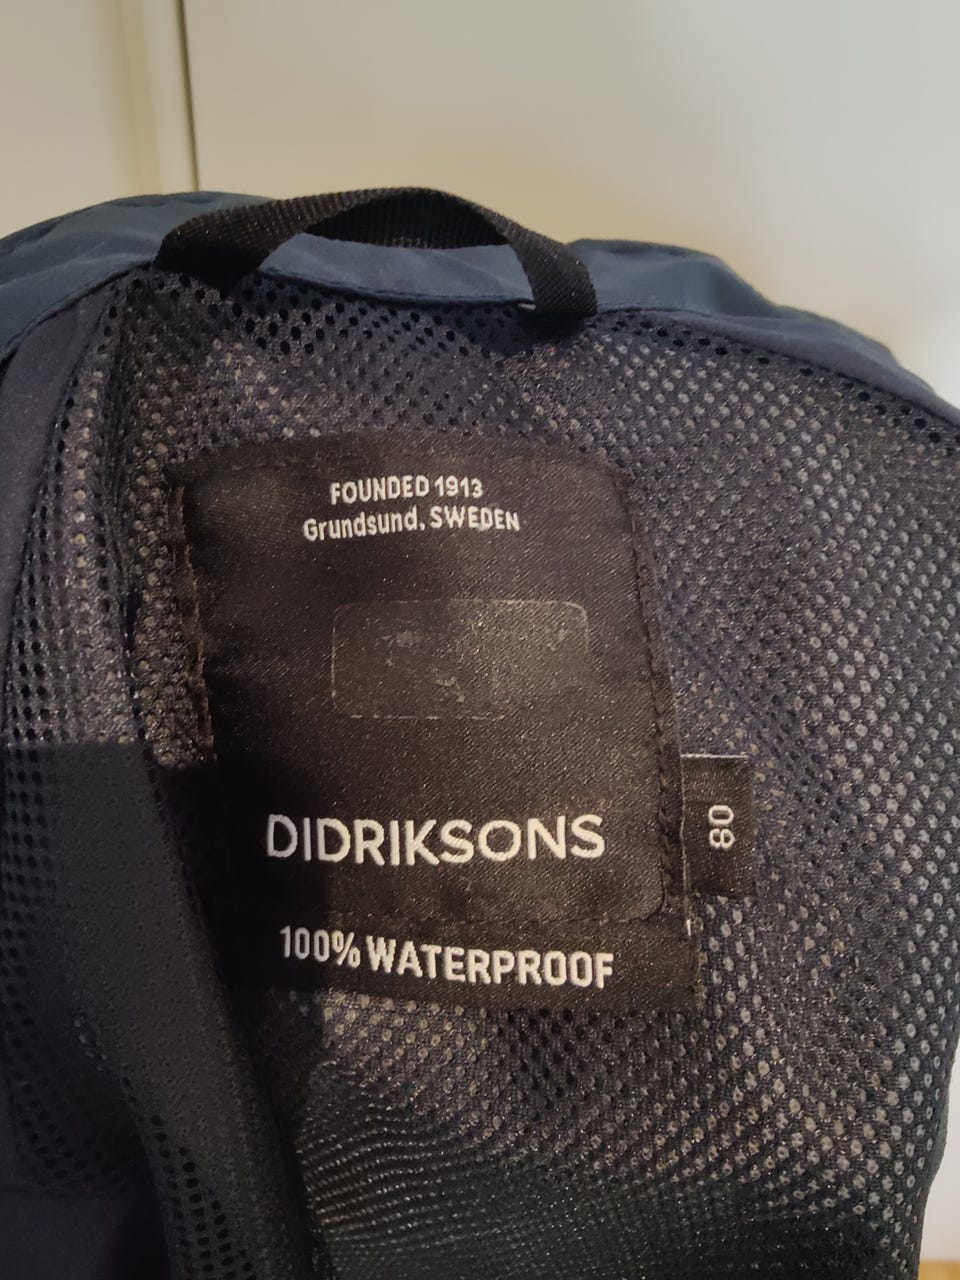 FOUNDED 1913
Grundsund, SWEDEN
DIDRIKSONS
80
100% WATERPROOF